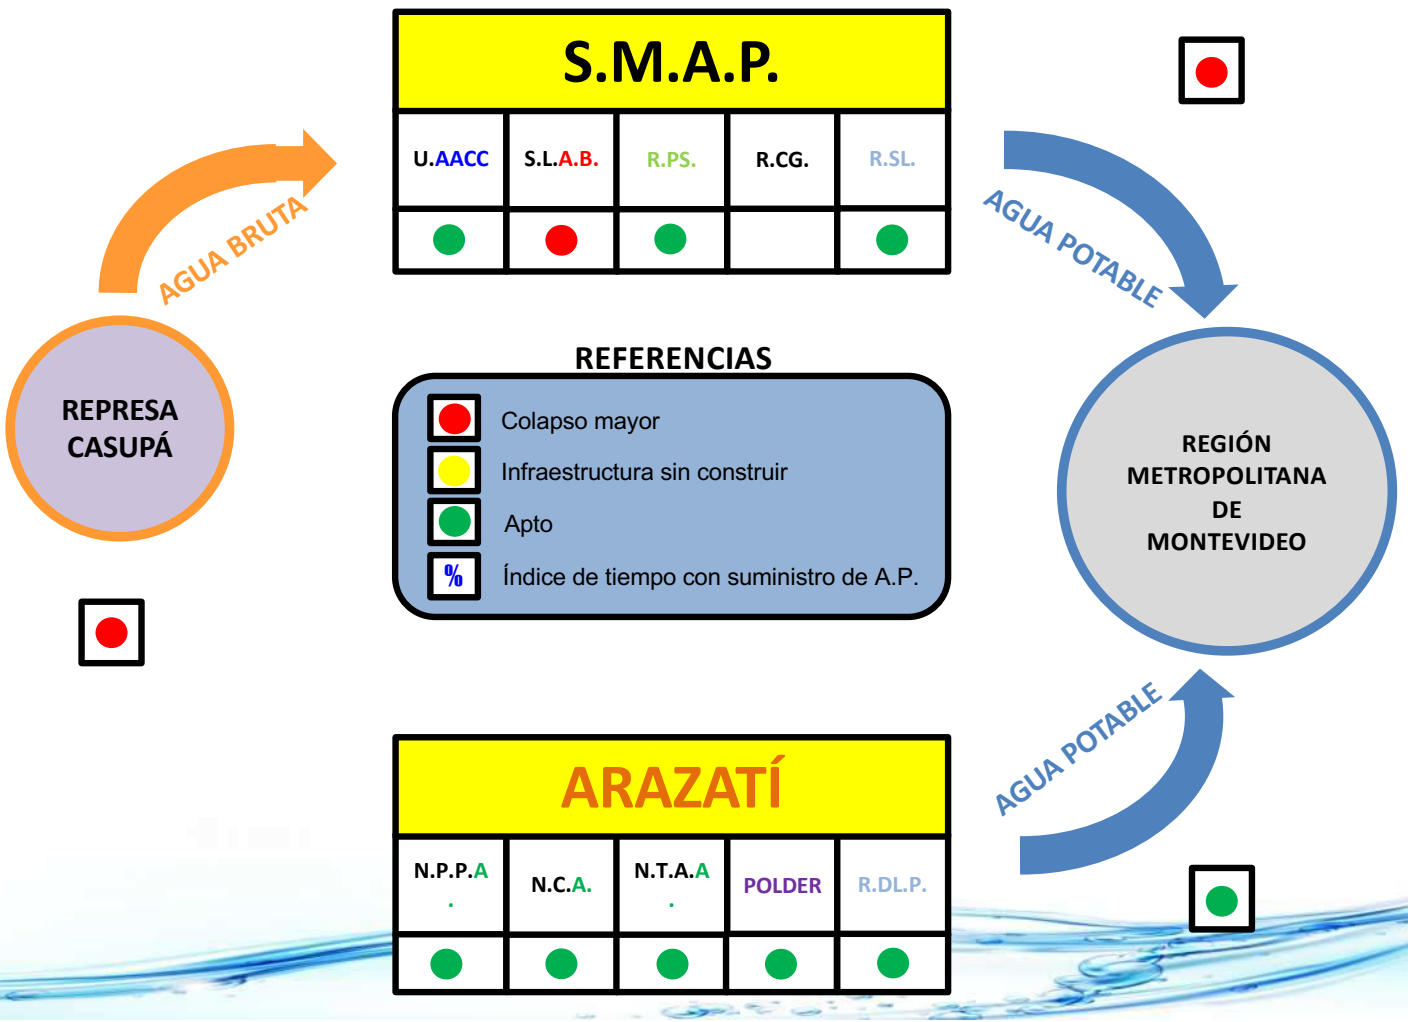 S.M.A.P.
U.AACC
S.L.A.B.
R.PS.
R.CG.
R.SL.
AGUA BRUTA
AGUA POTABLE
REPRESA
CASUPÁ
REFERENCIAS
Colapso mayor
Infraestructura sin construir
Apto
% Índice de tiempo con suministro de A.P.
REGIÓN
METROPOLITANA
DE
MONTEVIDEO
AGUA POTABLE
ARAZATÍ
N.P.P.A
.
N.C.A.
N.T.A.A
.
POLDER
R.DL.P.